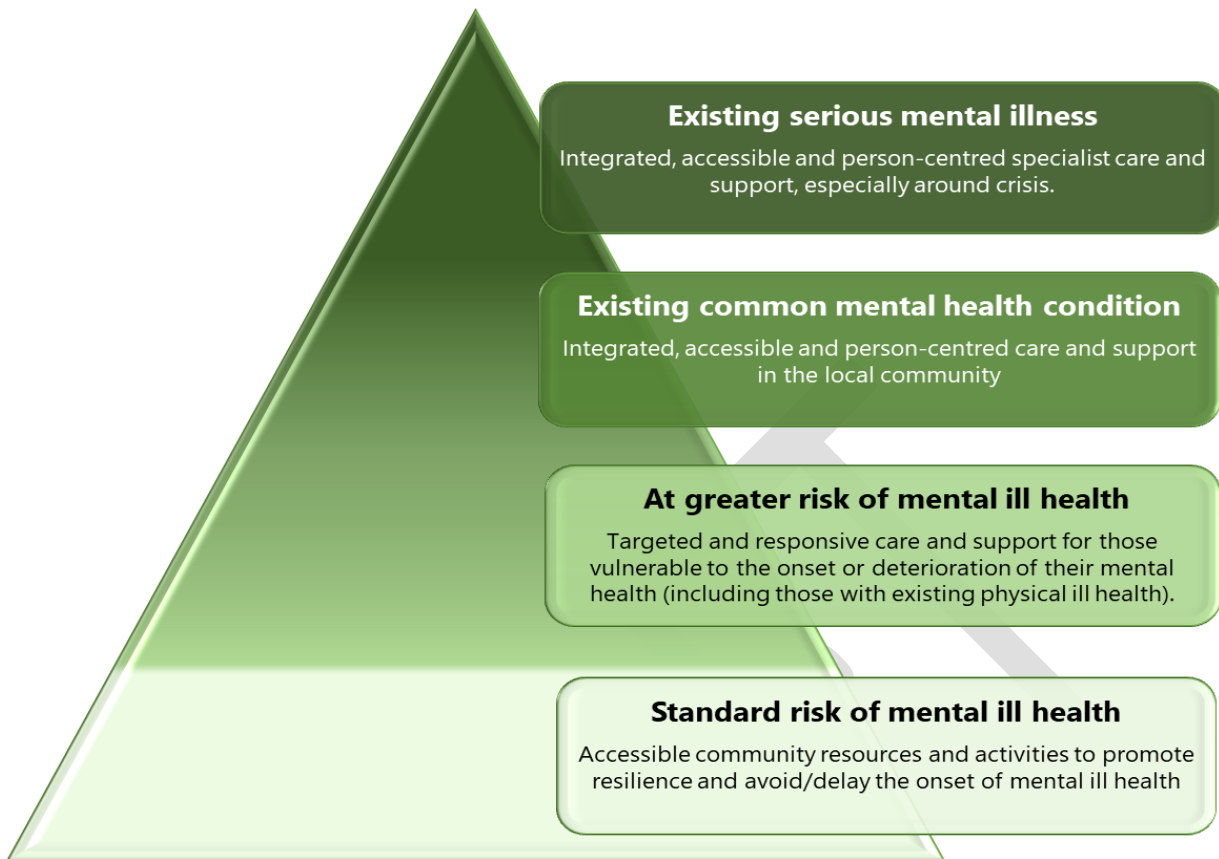 Existing serious mental illness
Integrated, accessible and person-centred specialist care and
support, especially around crisis.
Existing common mental health condition
Integrated, accessible and person-centred care and support
in the local community
At greater risk of mental ill health
Targeted and responsive care and support for those
vulnerable to the onset or deterioration of their mental
health (including those with existing physical ill health).
Standard risk of mental ill health
Accessible community resources and activities to promote
resilience and avoid/delay the onset of mental ill health